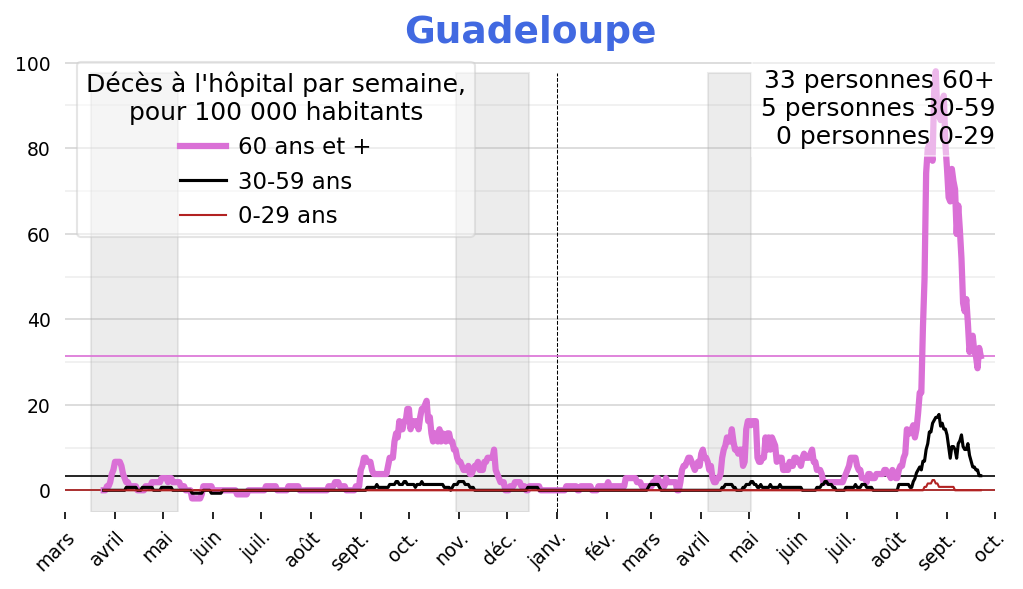 Guadeloupe
Décès à l'hôpital par semaine,
pour 100 000 habitants
60 ans et +
30-59 ans
0-29 ans
33 personnes 60+
5 personnes 30-59
0 personnes 0-29
100
80
60
40
20
0
mars
avril
mai
juin
juil.
août
sept.
oct.
nov.
déc.
janv.
fév.
mars
avril
mai
juin
juil.
août
sept.
oct.